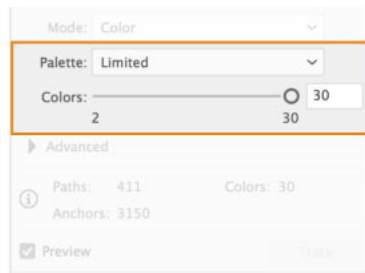 Mode: Color
Palette: Limited
Colors: 30
2 30
Advanced
Paths: 411 Colors: 30
Anchors: 3150
Preview Trace